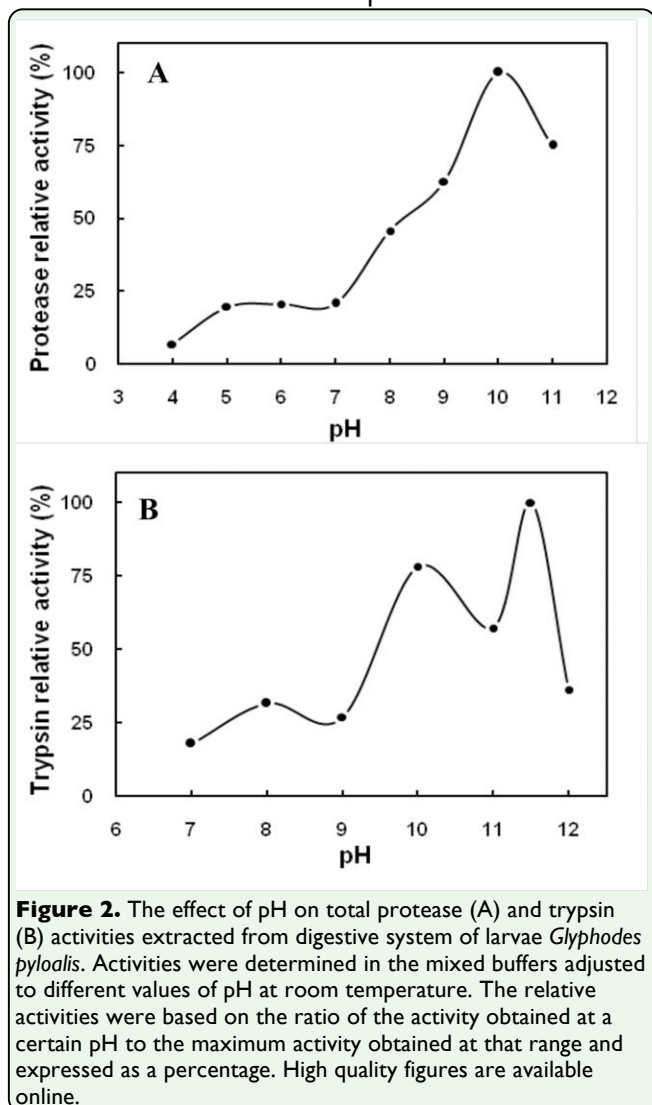 A
Protease relative activity (%)
100
75
50
25
0
3 4 5 6 7 8 9 10 11 12
pH
B
Trypsin relative activity (%)
100
75
50
25
0
6 7 8 9 10 11 12
pH
Figure 2. The effect of pH on total protease (A) and trypsin
(B) activities extracted from digestive system of larvae Glyphodes
pyloalis. Activities were determined in the mixed buffers adjusted
to different values of pH at room temperature. The relative
activities were based on the ratio of the activity obtained at a
certain pH to the maximum activity obtained at that range and
expressed as a percentage. High quality figures are available
online.